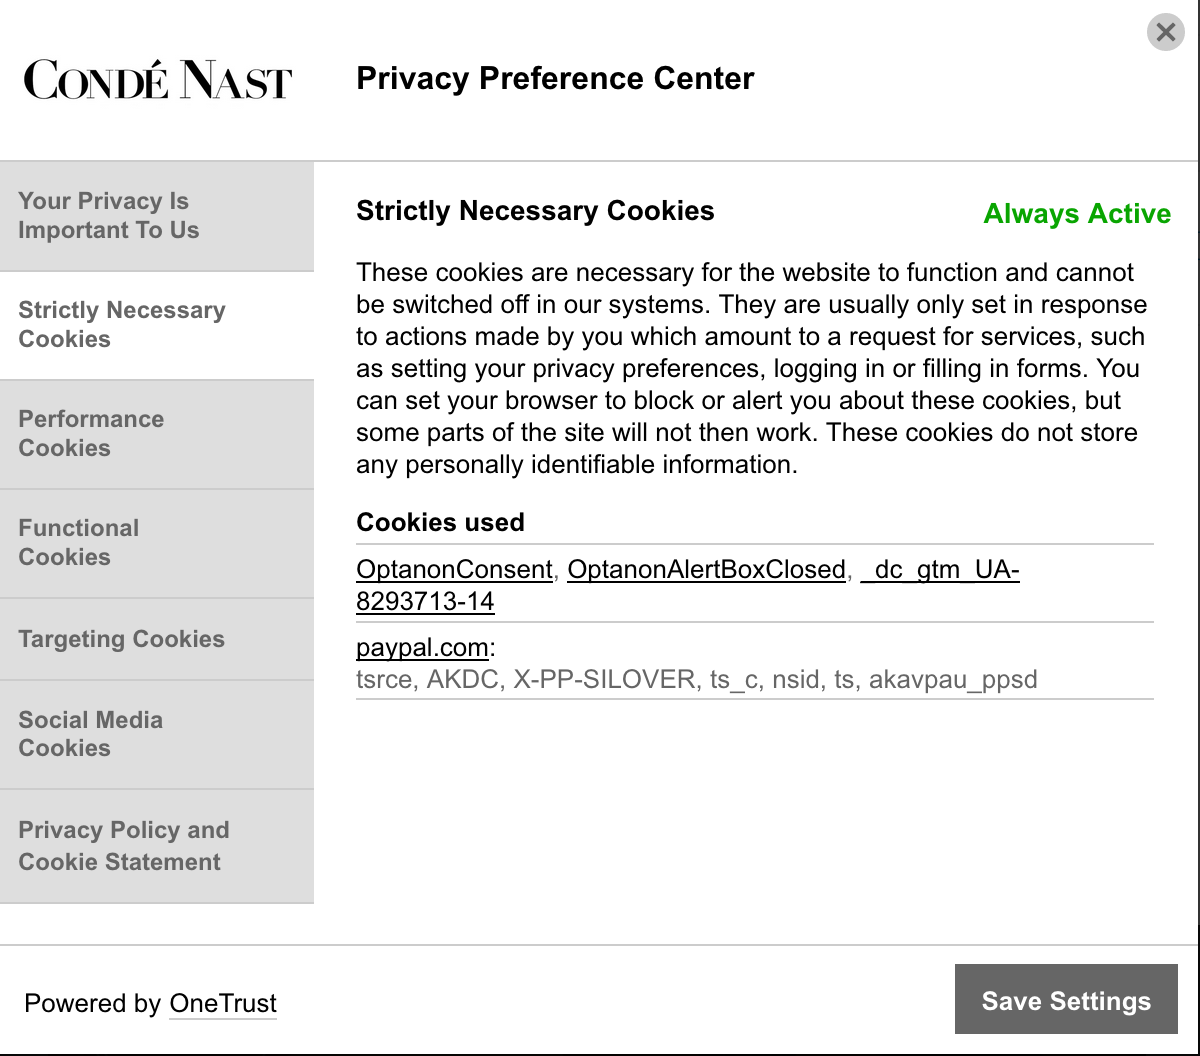 CONDÉ NAST
Privacy Preference Center
Your Privacy Is
Important To Us
Strictly Necessary
Cookies
Performance
Cookies
Functional
Cookies
Targeting Cookies
Social Media
Cookies
Privacy Policy and
Cookie Statement
Strictly Necessary Cookies
Always Active
These cookies are necessary for the website to function and cannot
be switched off in our systems. They are usually only set in response
to actions made by you which amount to a request for services, such
as setting your privacy preferences, logging in or filling in forms. You
can set your browser to block or alert you about these cookies, but
some parts of the site will not then work. These cookies do not store
any personally identifiable information.
Cookies used
OptanonConsent, OptanonAlertBoxClosed, _dc_gtm_UA-
8293713-14
paypal.com:
tsrce, AKDC, X-PP-SILOVER, ts_c, nsid, ts, akavpau_ppsd
Powered by OneTrust
Save Settings